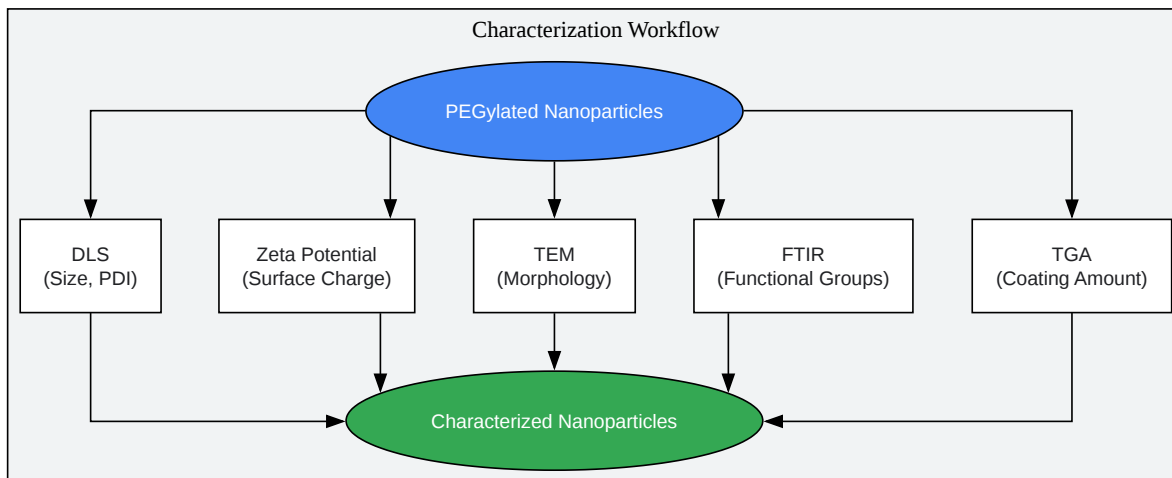 Characterization Workflow
PEGylated Nanoparticles
DLS
(Size, PDI)
Zeta Potential
(Surface Charge)
TEM
(Morphology)
FTIR
(Functional Groups)
TGA
(Coating Amount)
Characterized Nanoparticles